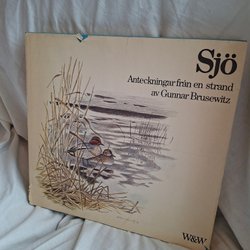 Sjö
Anteckningar från en strand
av Gunnar Brusewitz
W&W